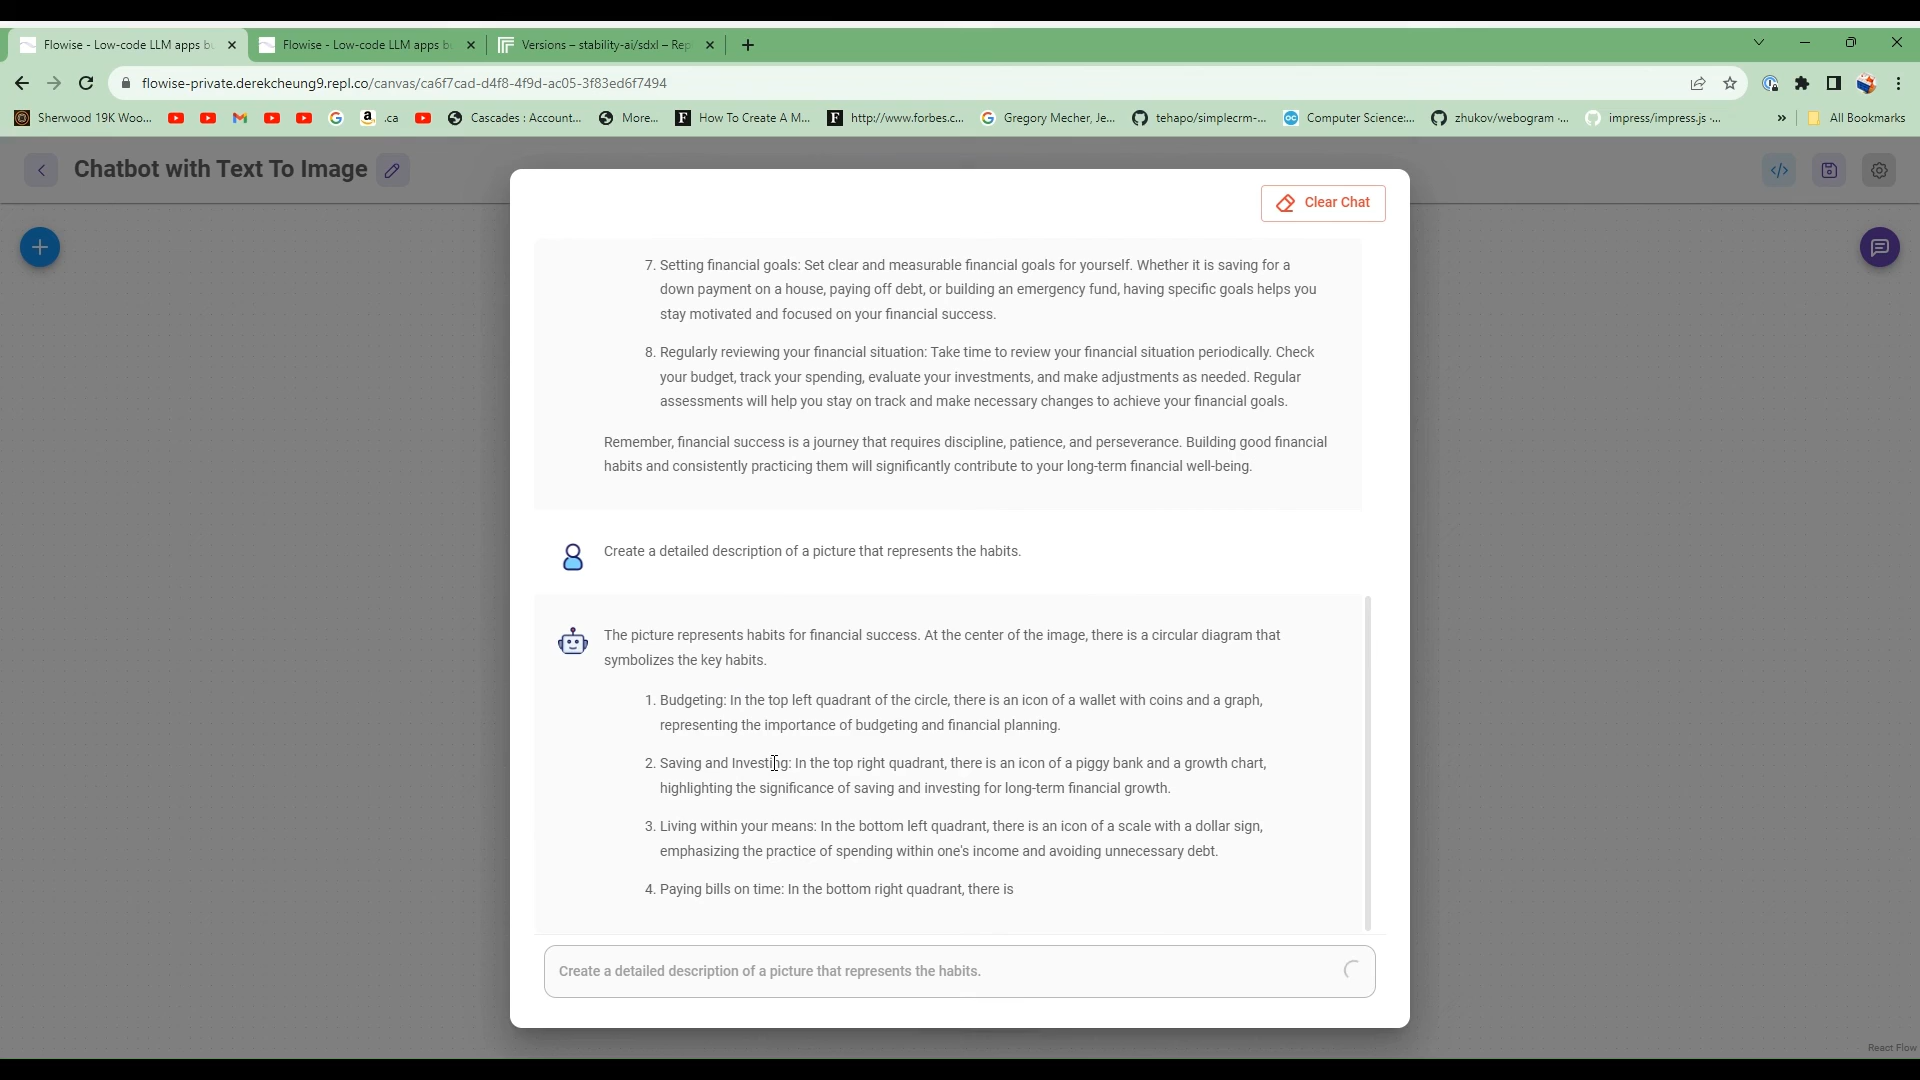 Flowise - Low-code LLM apps bu
Flowise - Low-code LLM apps bu
Versions – stability-ai/sdxl – Rep
flowise-private.derekcheung9.repl.co/canvas/ca6f7cad-d4f8-4f9d-ac05-3f83ed6f7494
Sherwood 19K Woo...
.ca
Cascades : Account...
More...
How To Create A M...
http://www.forbes.c...
Gregory Mecher, Je...
tehapo/simplecrm-...
Computer Science:...
zhukov/webogram ·...
impress/impress.js ·...
»
All Bookmarks
Chatbot with Text To Image
Clear Chat
7. Setting financial goals: Set clear and measurable financial goals for yourself. Whether it is saving for a
down payment on a house, paying off debt, or building an emergency fund, having specific goals helps you
stay motivated and focused on your financial success.
8. Regularly reviewing your financial situation: Take time to review your financial situation periodically. Check
your budget, track your spending, evaluate your investments, and make adjustments as needed. Regular
assessments will help you stay on track and make necessary changes to achieve your financial goals.
Remember, financial success is a journey that requires discipline, patience, and perseverance. Building good financial
habits and consistently practicing them will significantly contribute to your long-term financial well-being.
Create a detailed description of a picture that represents the habits.
The picture represents habits for financial success. At the center of the image, there is a circular diagram that
symbolizes the key habits.
1. Budgeting: In the top left quadrant of the circle, there is an icon of a wallet with coins and a graph,
representing the importance of budgeting and financial planning.
2. Saving and Investing: In the top right quadrant, there is an icon of a piggy bank and a growth chart,
highlighting the significance of saving and investing for long-term financial growth.
3. Living within your means: In the bottom left quadrant, there is an icon of a scale with a dollar sign,
emphasizing the practice of spending within one's income and avoiding unnecessary debt.
4. Paying bills on time: In the bottom right quadrant, there is
Create a detailed description of a picture that represents the habits.
React Flow